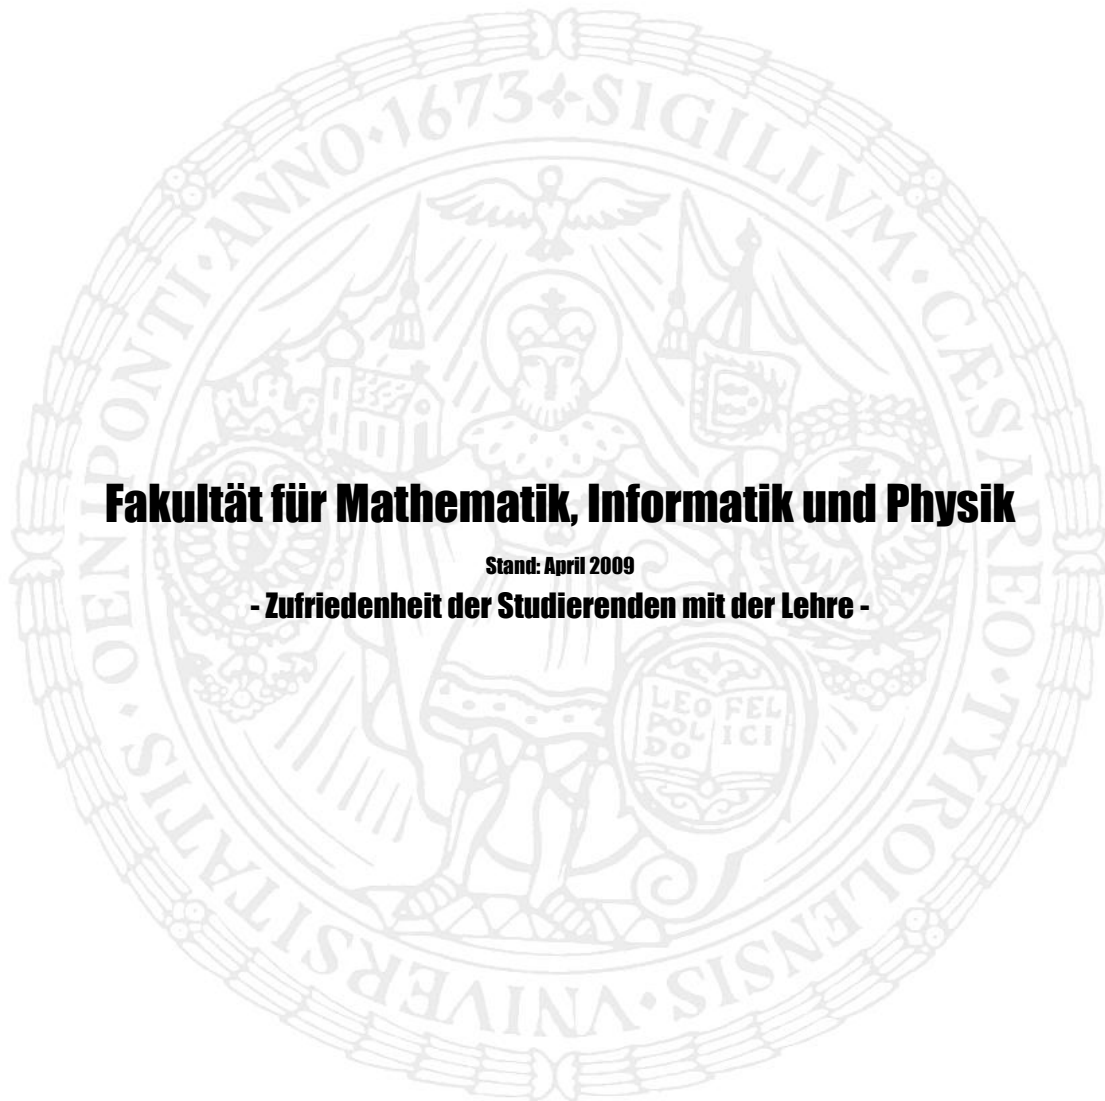 SIGILLVM · CÆSAREO · TYROLENSIS · VNIVERSITATIS · OENIPONTI · ANNO · 1673
Fakultät für Mathematik, Informatik und Physik
Stand: April 2009
- Zufriedenheit der Studierenden mit der Lehre -
LEO FEL
POL ICI
DO